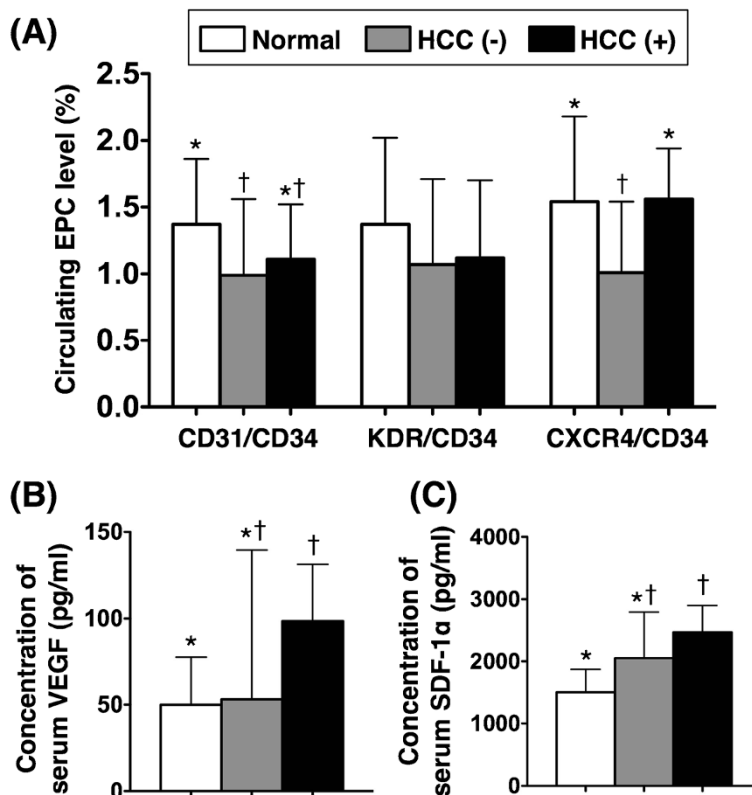 (A)
Normal HCC (-) HCC (+)
Circulating EPC level (%)
2.5
2.0
1.5
1.0
0.5
0.0
* † *† * † *
CD31/CD34 KDR/CD34 CXCR4/CD34
(B)
Concentration of
serum VEGF (pg/ml)
150
100
50
0
* *† †
(C)
Concentration of
serum SDF-1α (pg/ml)
4000
3000
2000
1000
0
* *† †